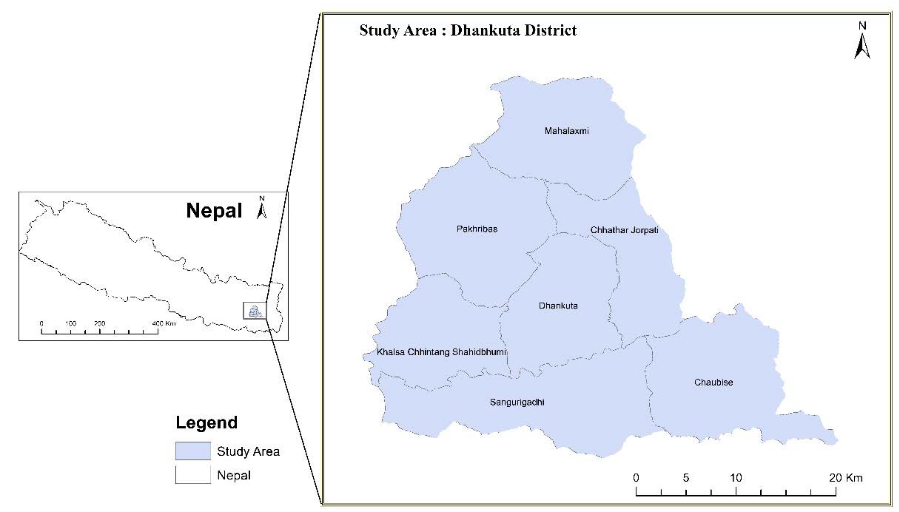 Study Area : Dhankuta District
N
Mahalaxmi
Pakhribas
Chhathar Jorpati
Dhankuta
Khalsa Chhintang Shahidbhumi
Chaubise
Sangurigadhi
0 5 10 20 Km
Nepal
N
0 100 200 400 Km
Legend
Study Area
Nepal